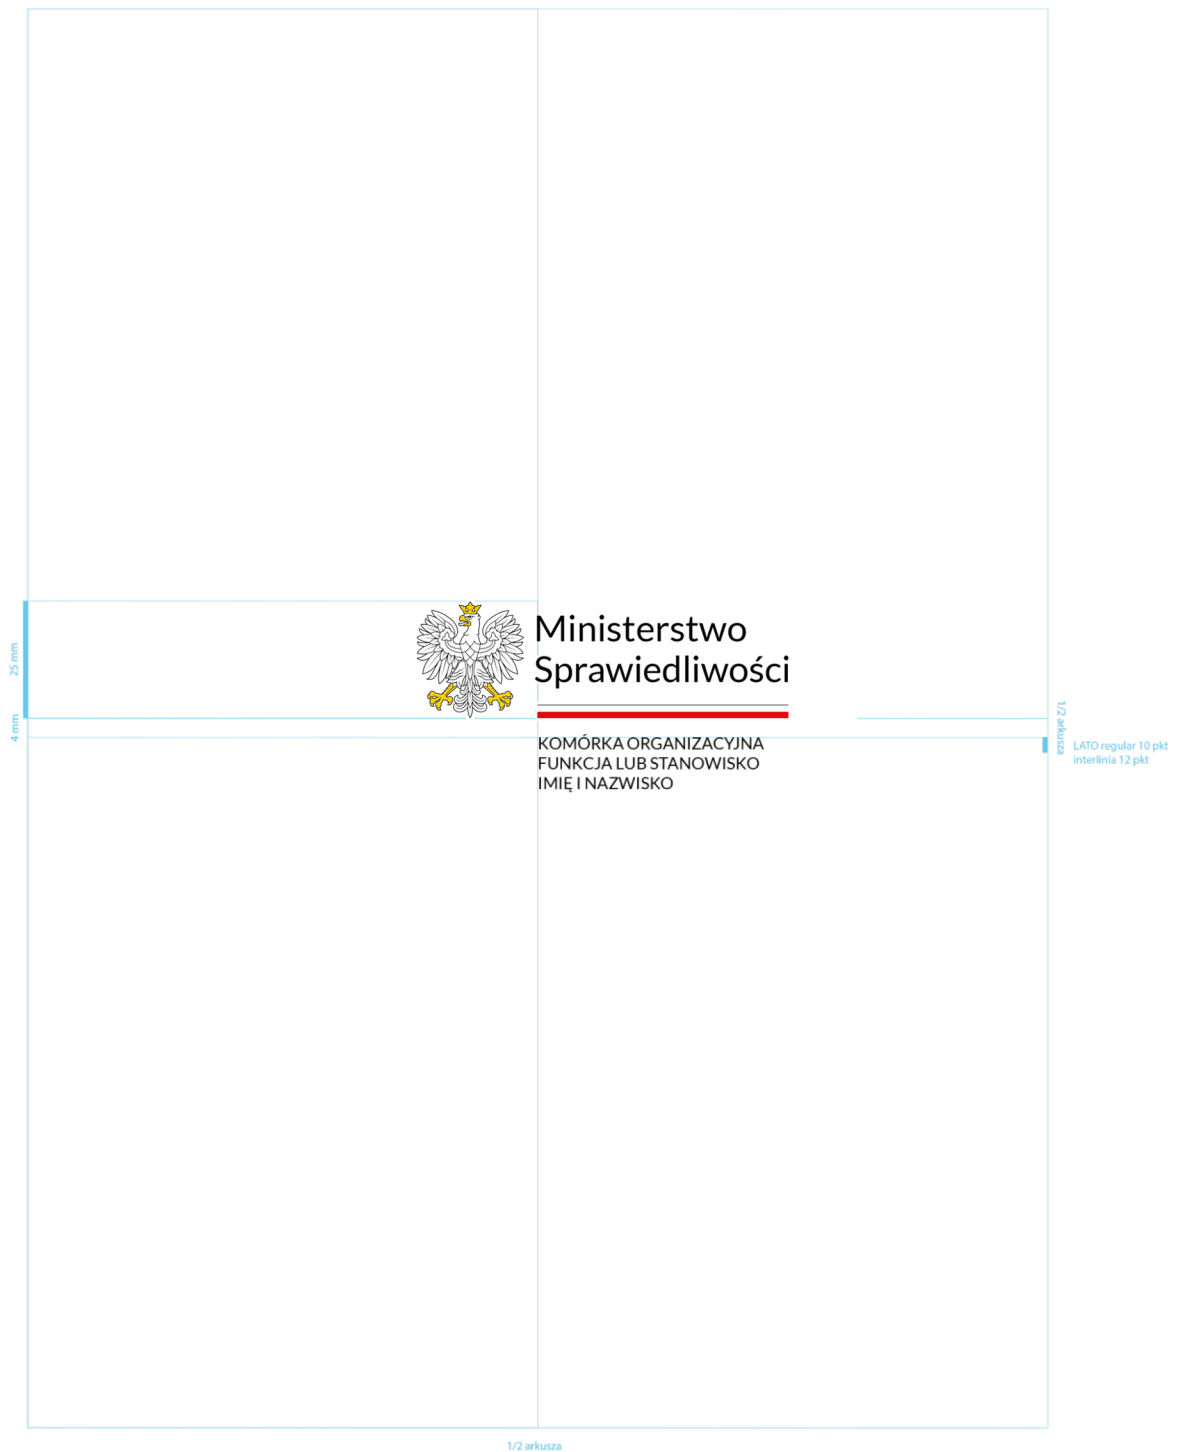 25 mm
Ministerstwo
Sprawiedliwości
4 mm
1/2 arkusza
KOMÓRKA ORGANIZACYJNA
FUNKCJA LUB STANOWISKO
IMIĘ I NAZWISKO
LATO regular 10 pkt
interlinia 12 pkt
1/2 arkusza